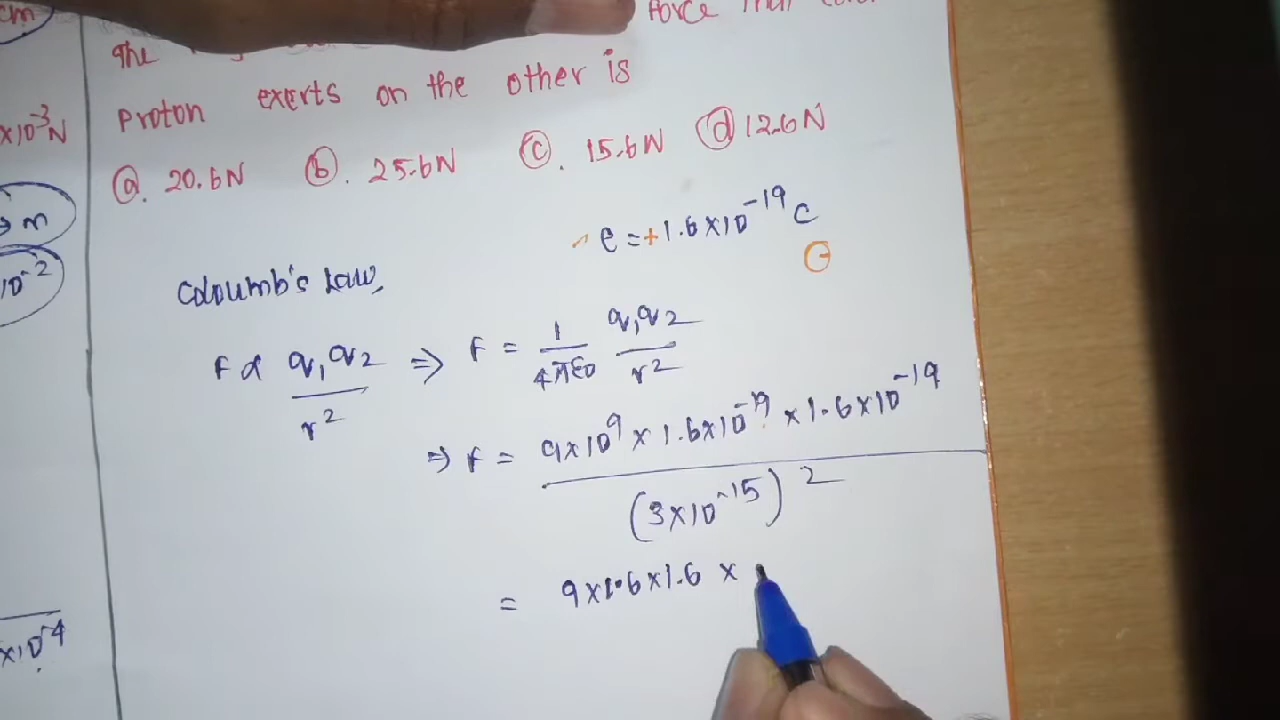 cm
force
the
×10⁻³N
Proton exerts on the other is
ⓐ. 20.6N ⓑ. 25.6N ⓒ. 15.6N ⓓ 12.6N
m
10⁻²
e = +1.6×10⁻¹⁹ C
Coloumb's Law,
F ∝ q₁q₂/r² ⇒ F = 1/4πε0 q₁q₂/r²
⇒ F = 9×10⁹ × 1.6×10⁻¹⁹ × 1.6×10⁻¹⁹ / (3×10⁻¹⁵)²
= 9×1.6×1.6 ×
×10⁻⁴